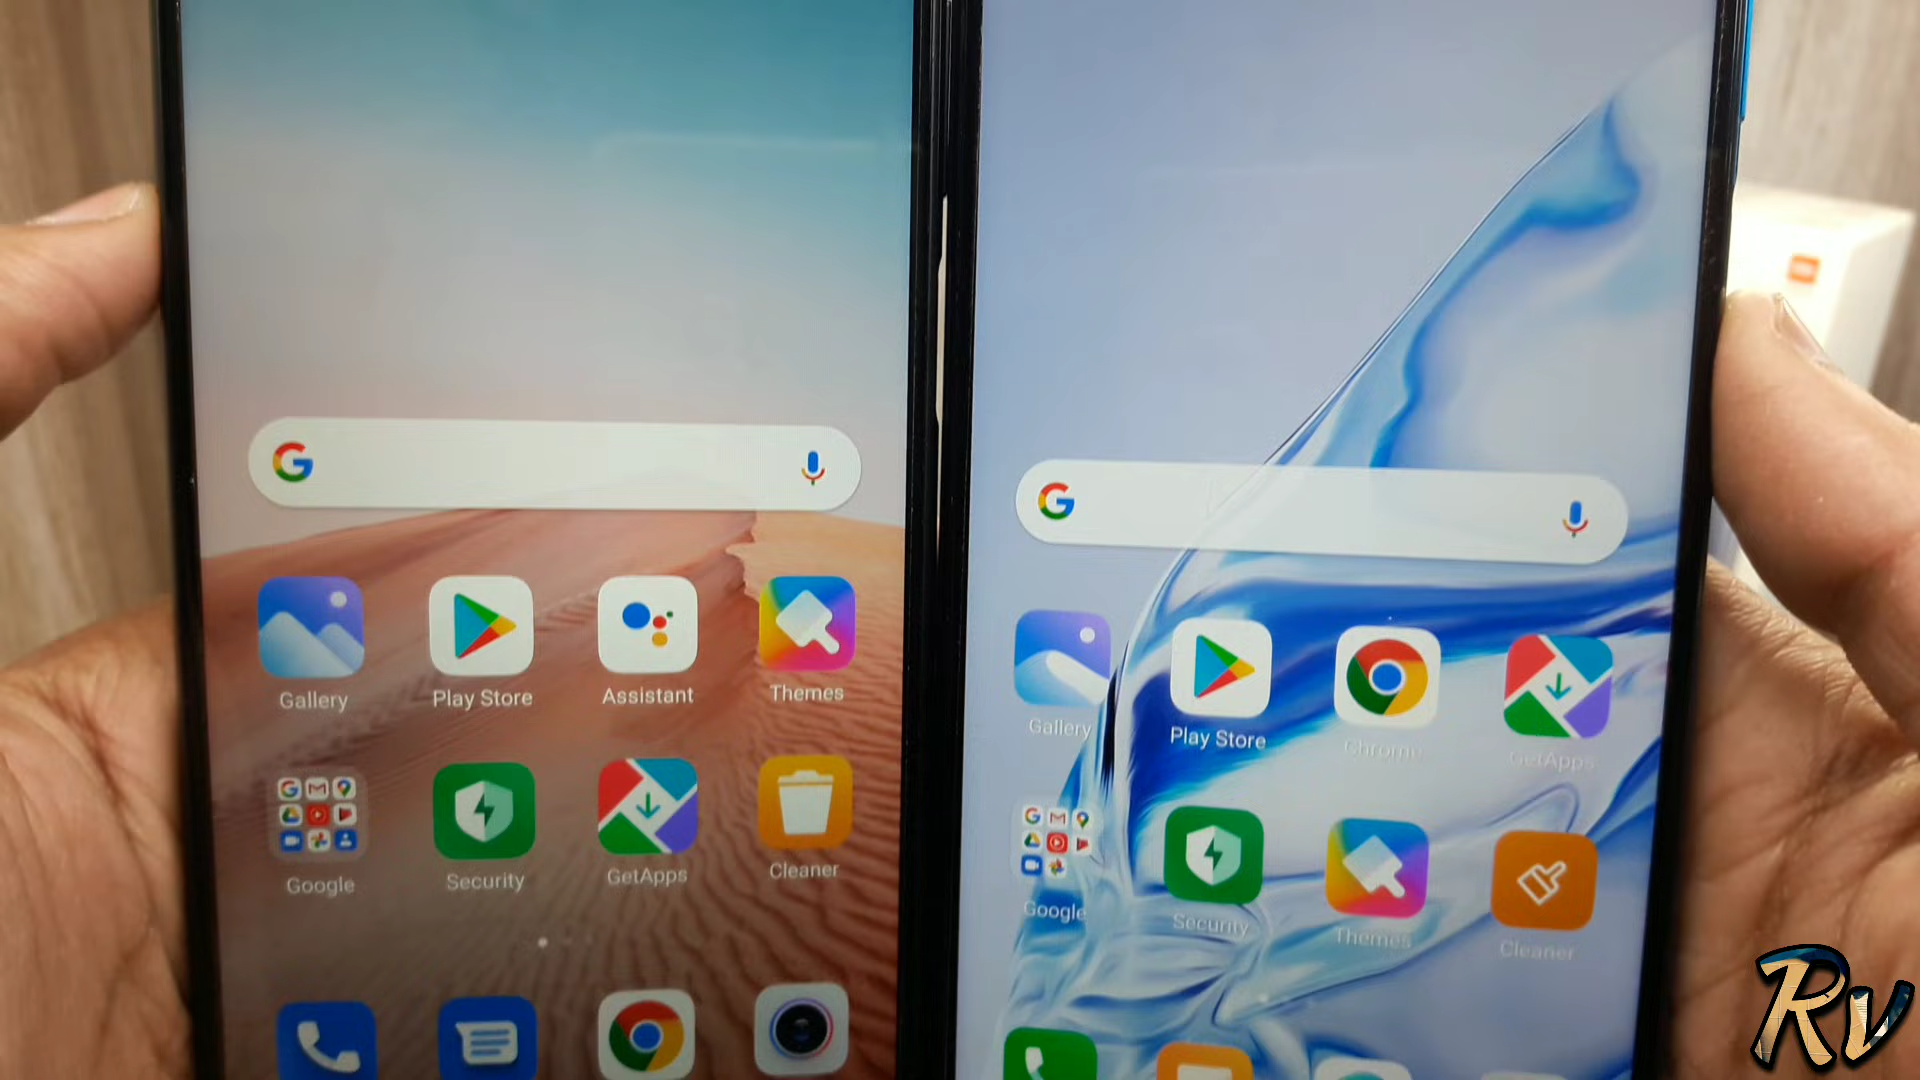 Gallery
Play Store
Assistant
Themes
Google
Security
GetApps
Cleaner
Gallery
Play Store
Chrome
GetApps
Google
Security
Themes
Cleaner
Rv